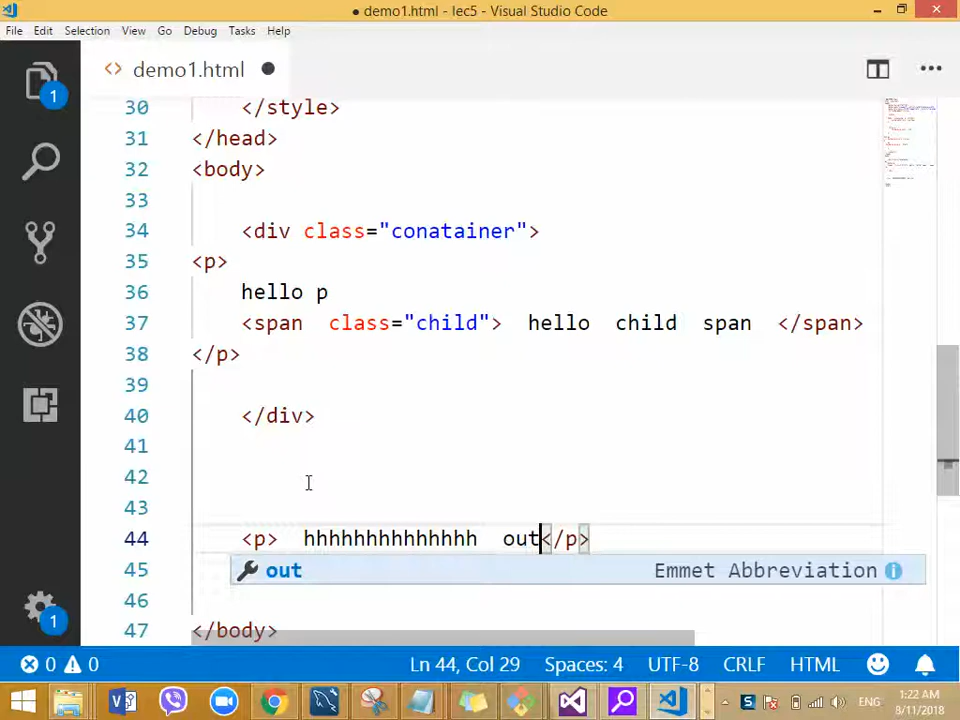 ● demo1.html - lec5 - Visual Studio Code
File Edit Selection View Go Debug Tasks Help
<> demo1.html ●
30 </style>
31 </head>
32 <body>
33
34 <div class="conatainer">
35 <p>
36 hello p
37 <span class="child"> hello child span </span>
38 </p>
39
40 </div>
41
42
43
44 <p> hhhhhhhhhhhhhh out</p>
45
out Emmet Abbreviation
46
47 </body>
1
1
0 0 Ln 44, Col 29 Spaces: 4 UTF-8 CRLF HTML
ENG
1:22 AM
8/11/2018